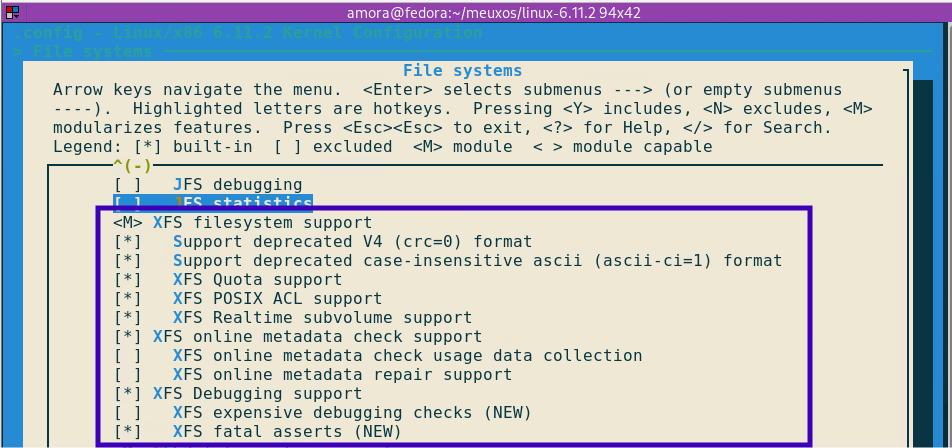 amora@fedora:~/meuxos/linux-6.11.2 94x42
.config - Linux/x86 6.11.2 Kernel Configuration
> File systems
File systems
Arrow keys navigate the menu.  <Enter> selects submenus ---> (or empty submenus
----).  Highlighted letters are hotkeys.  Pressing <Y> includes, <N> excludes, <M>
modularizes features.  Press <Esc><Esc> to exit, <?> for Help, </> for Search.
Legend: [*] built-in  [ ] excluded  <M> module  < > module capable
^(-)
[ ]   JFS debugging
[ ]   JFS statistics
<M> XFS filesystem support
[*]   Support deprecated V4 (crc=0) format
[*]   Support deprecated case-insensitive ascii (ascii-ci=1) format
[*]   XFS Quota support
[*]   XFS POSIX ACL support
[*]   XFS Realtime subvolume support
[*] XFS online metadata check support
[ ]   XFS online metadata check usage data collection
[ ]   XFS online metadata repair support
[*] XFS Debugging support
[ ]   XFS expensive debugging checks (NEW)
[*]   XFS fatal asserts (NEW)